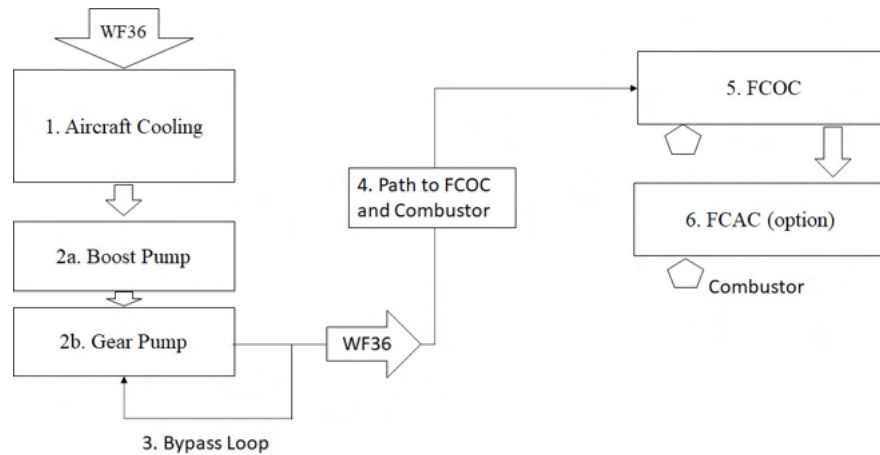 WF36
1. Aircraft Cooling
2a. Boost Pump
2b. Gear Pump
3. Bypass Loop
WF36
4. Path to FCOC
and Combustor
5. FCOC
6. FCAC (option)
Combustor